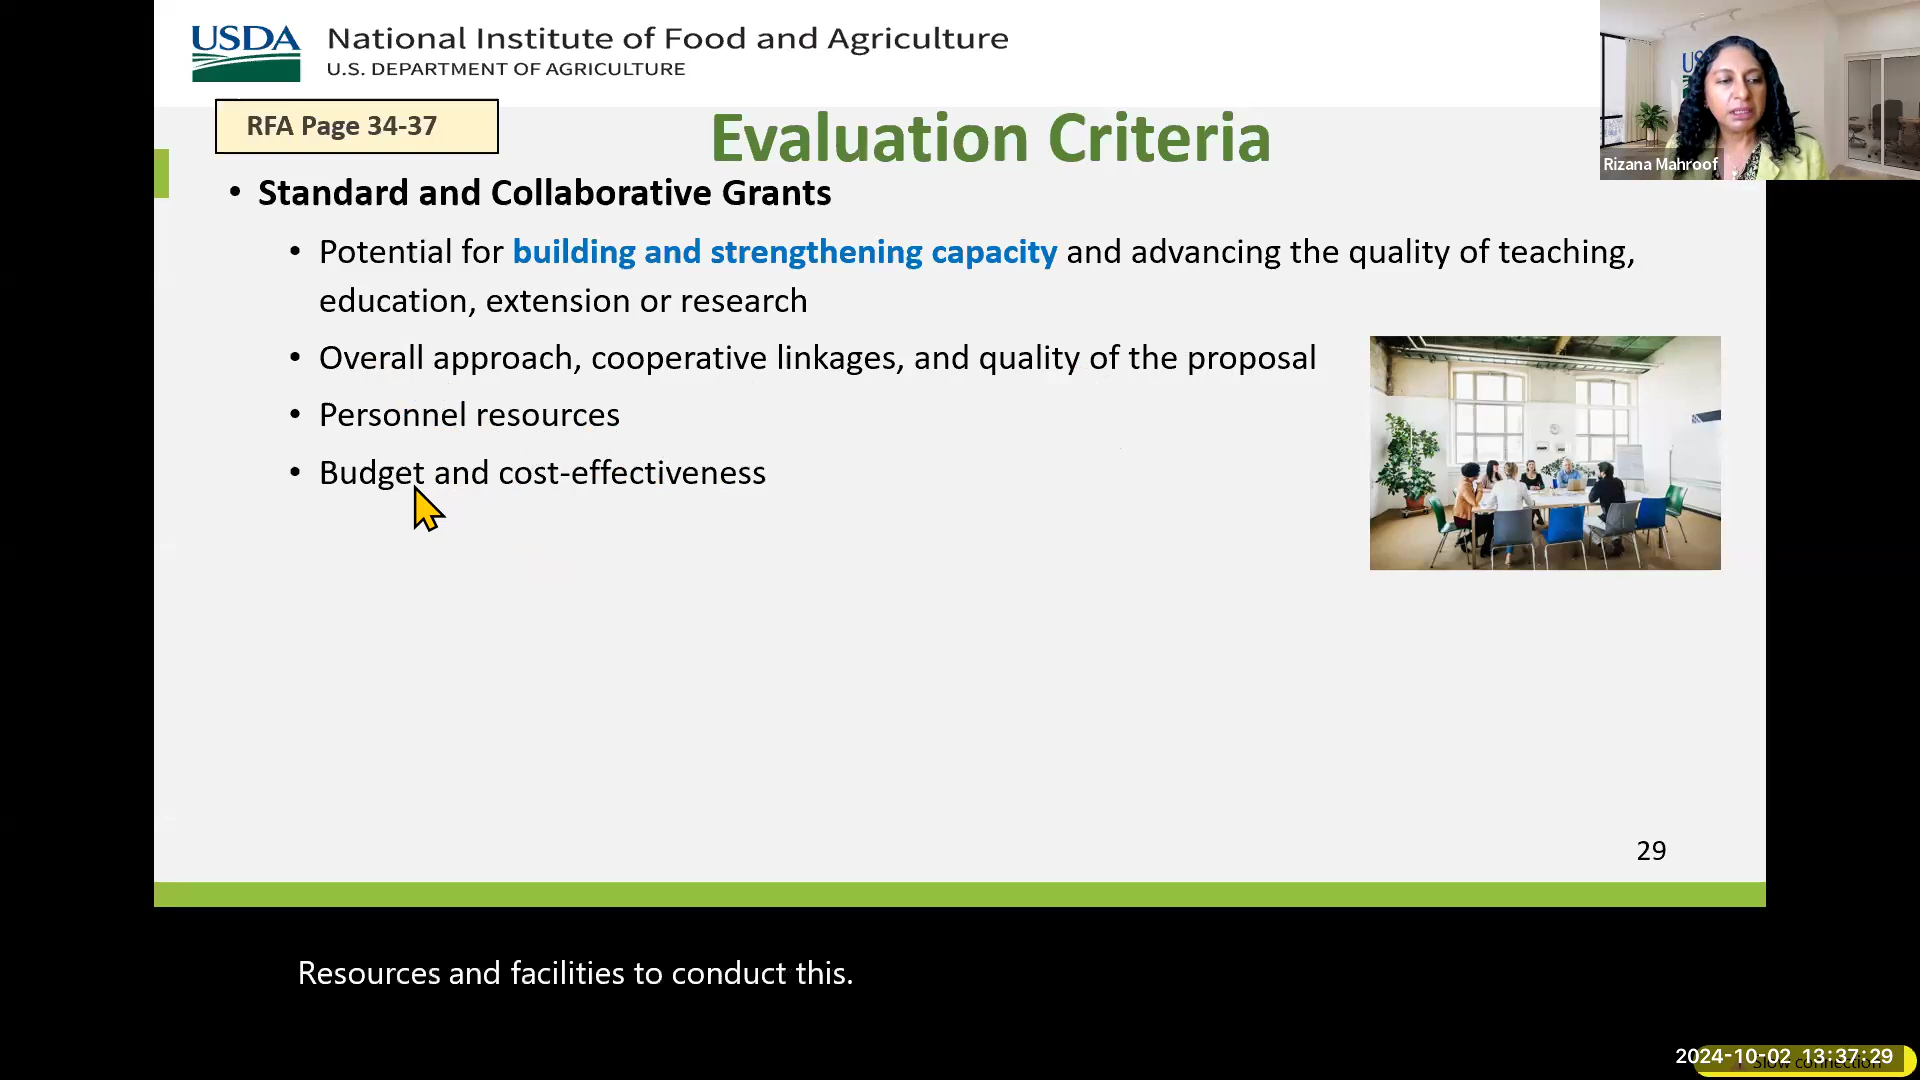 USDA
National Institute of Food and Agriculture
U.S. DEPARTMENT OF AGRICULTURE
RFA Page 34-37
Evaluation Criteria
Rizana Mahroof
• Standard and Collaborative Grants
• Potential for building and strengthening capacity and advancing the quality of teaching,
education, extension or research
• Overall approach, cooperative linkages, and quality of the proposal
• Personnel resources
• Budget and cost-effectiveness
29
Resources and facilities to conduct this.
2024-10-02 13:37:29
Slow connection